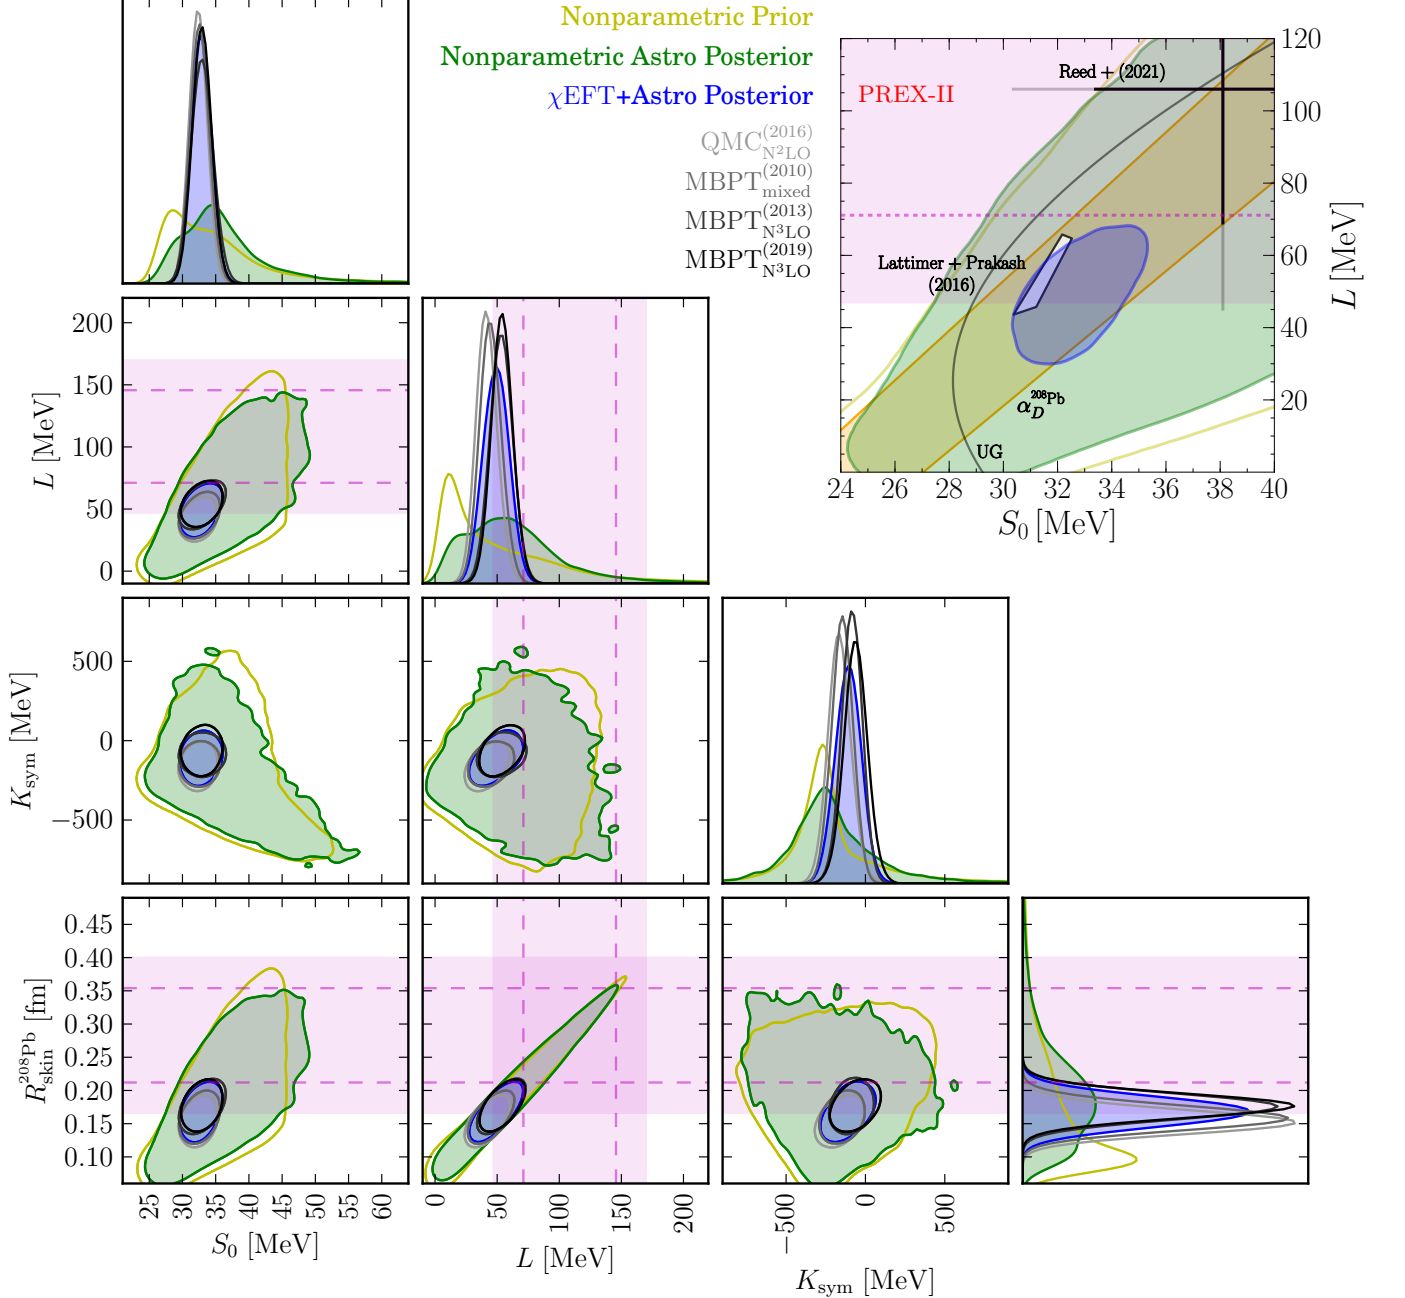 Nonparametric Prior
Nonparametric Astro Posterior
χEFT+Astro Posterior
QMC^{(2016)}_{N²LO}
MBPT^{(2010)}_{mixed}
MBPT^{(2013)}_{N³LO}
MBPT^{(2019)}_{N³LO}
PREX-II
Reed + (2021)
Lattimer + Prakash
(2016)
α_D^{208Pb}
UG
120
100
80
60
40
20
L [MeV]
24 26 28 30 32 34 36 38 40
S₀ [MeV]
200
150
100
50
0
L [MeV]
500
0
−500
K_sym [MeV]
0.45
0.40
0.35
0.30
0.25
0.20
0.15
0.10
R^{208Pb}_{skin} [fm]
25 30 35 40 45 50 55 60
S₀ [MeV]
0 50 100 150 200
L [MeV]
−500 0 500
K_sym [MeV]